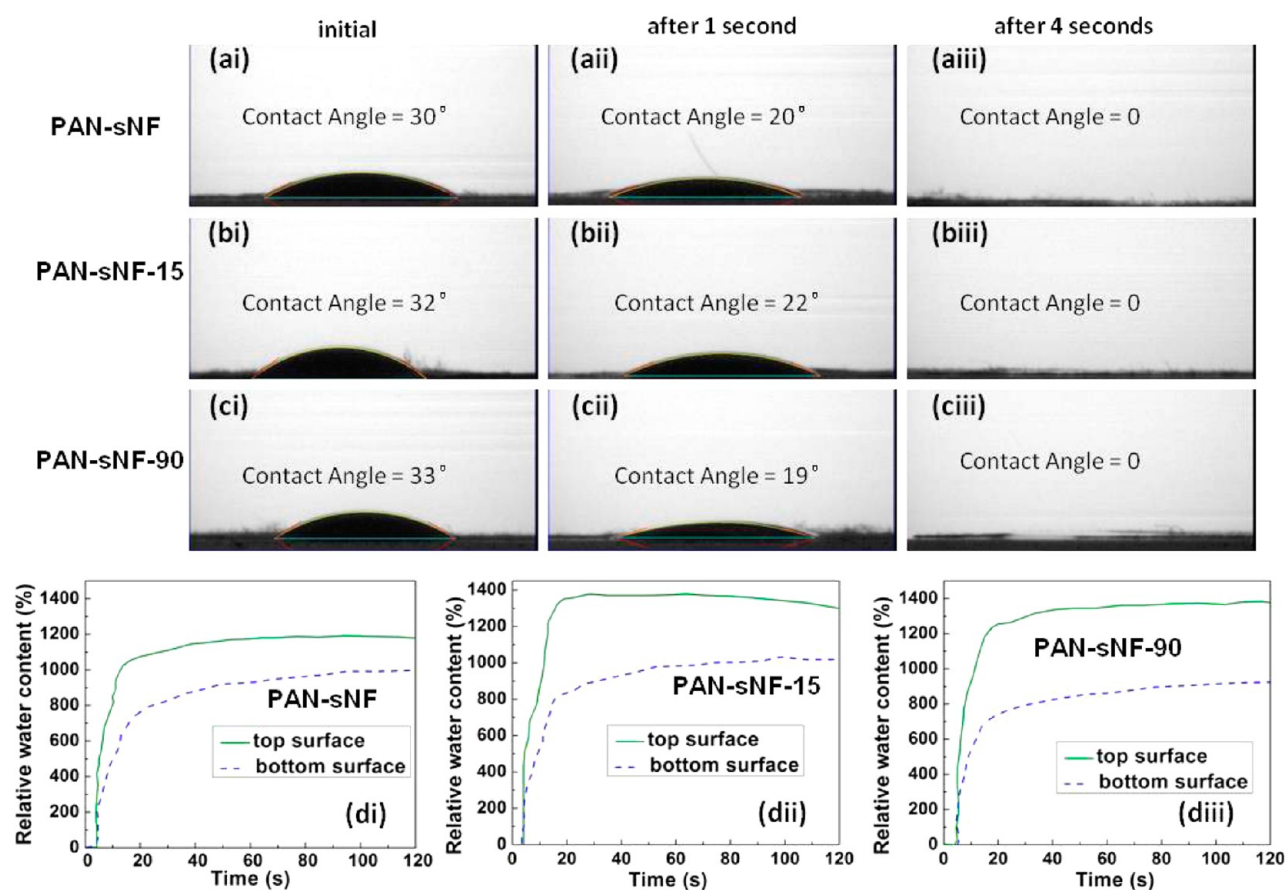 initial after 1 second after 4 seconds
(ai) (aii) (aiii)
PAN-sNF Contact Angle = 30° Contact Angle = 20° Contact Angle = 0
(bi) (bii) (biii)
PAN-sNF-15 Contact Angle = 32° Contact Angle = 22° Contact Angle = 0
(ci) (cii) (ciii)
PAN-sNF-90 Contact Angle = 33° Contact Angle = 19° Contact Angle = 0
Relative water content (%)
1400
1200
1000
800
600
400
200
0
PAN-sNF
top surface
bottom surface
(di)
0 20 40 60 80 100 120
Time (s)
Relative water content (%)
1400
1200
1000
800
600
400
200
0
PAN-sNF-15
top surface
bottom surface
(dii)
0 20 40 60 80 100 120
Time (s)
Relative water content (%)
1400
1200
1000
800
600
400
200
0
PAN-sNF-90
top surface
bottom surface
(diii)
0 20 40 60 80 100 120
Time (s)